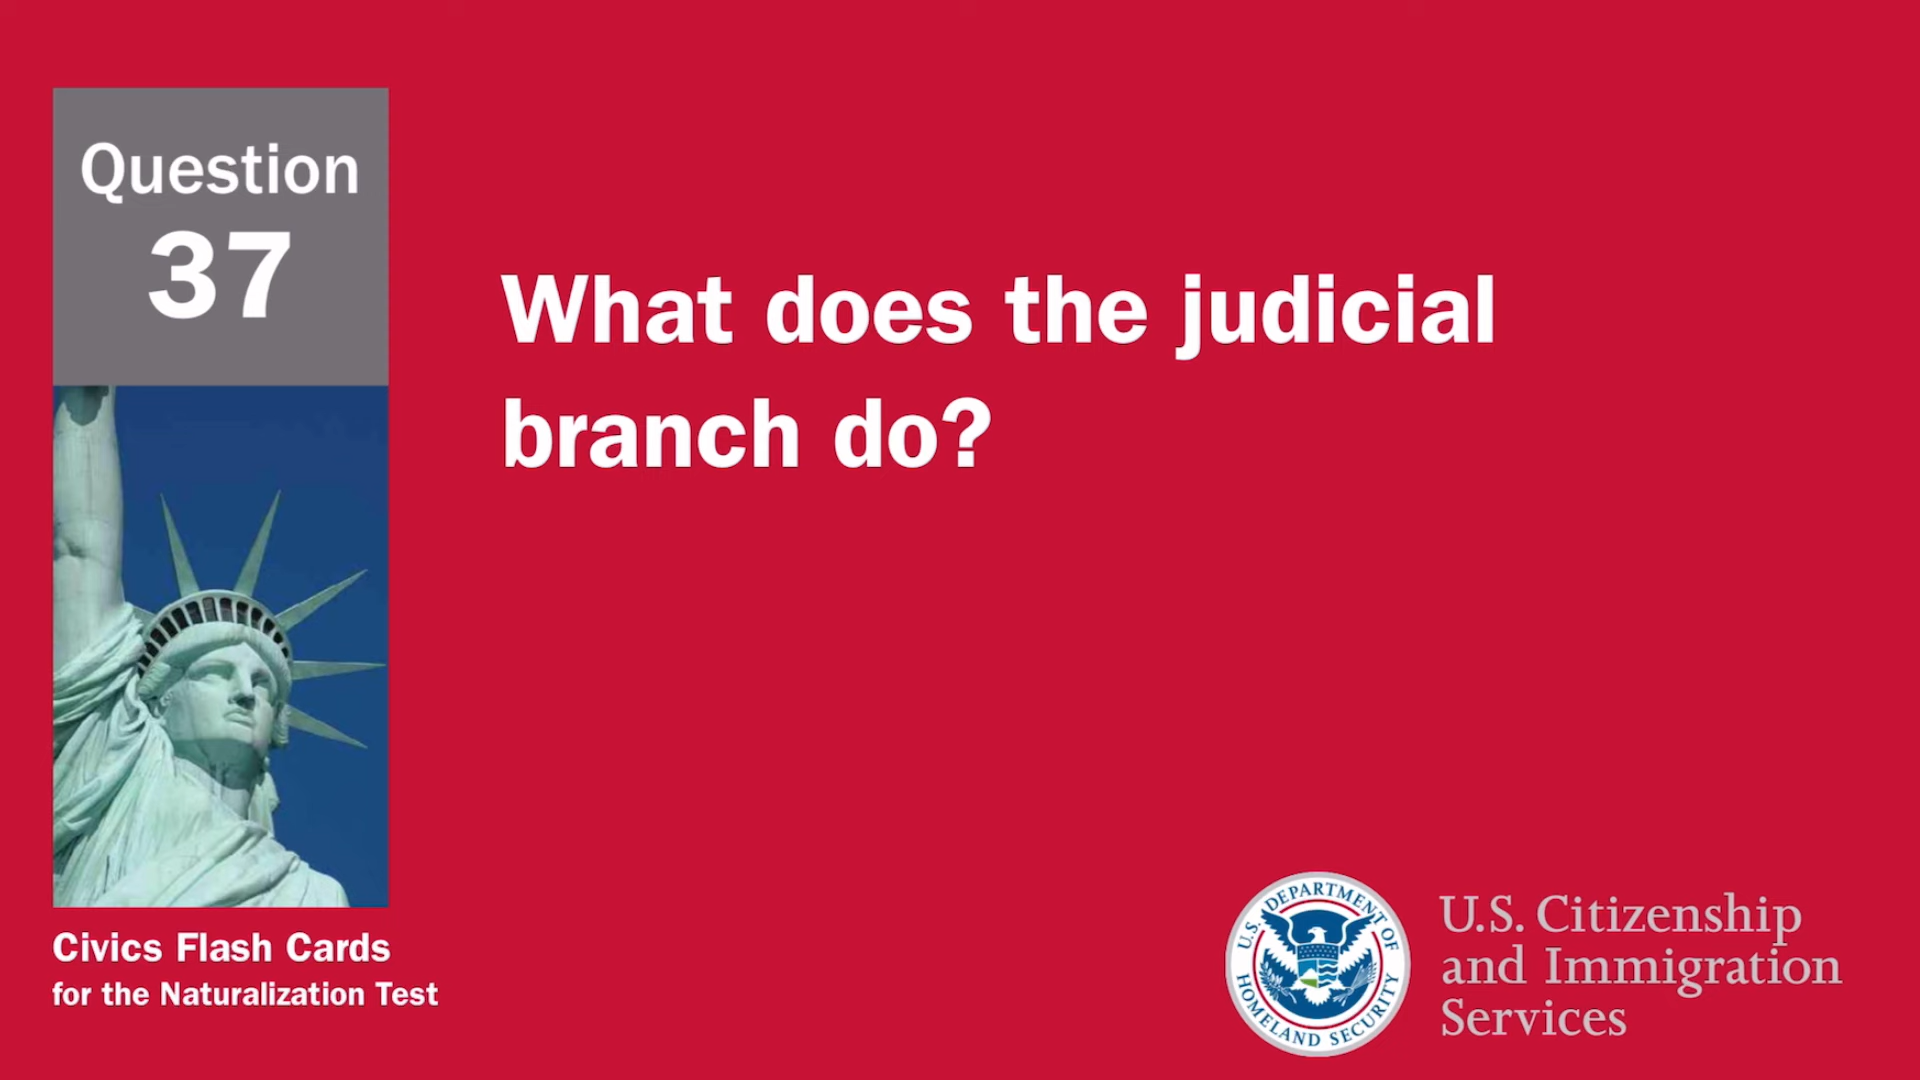 Question
37
What does the judicial
branch do?
Civics Flash Cards
for the Naturalization Test
U.S. DEPARTMENT OF
HOMELAND SECURITY
U.S. Citizenship
and Immigration
Services